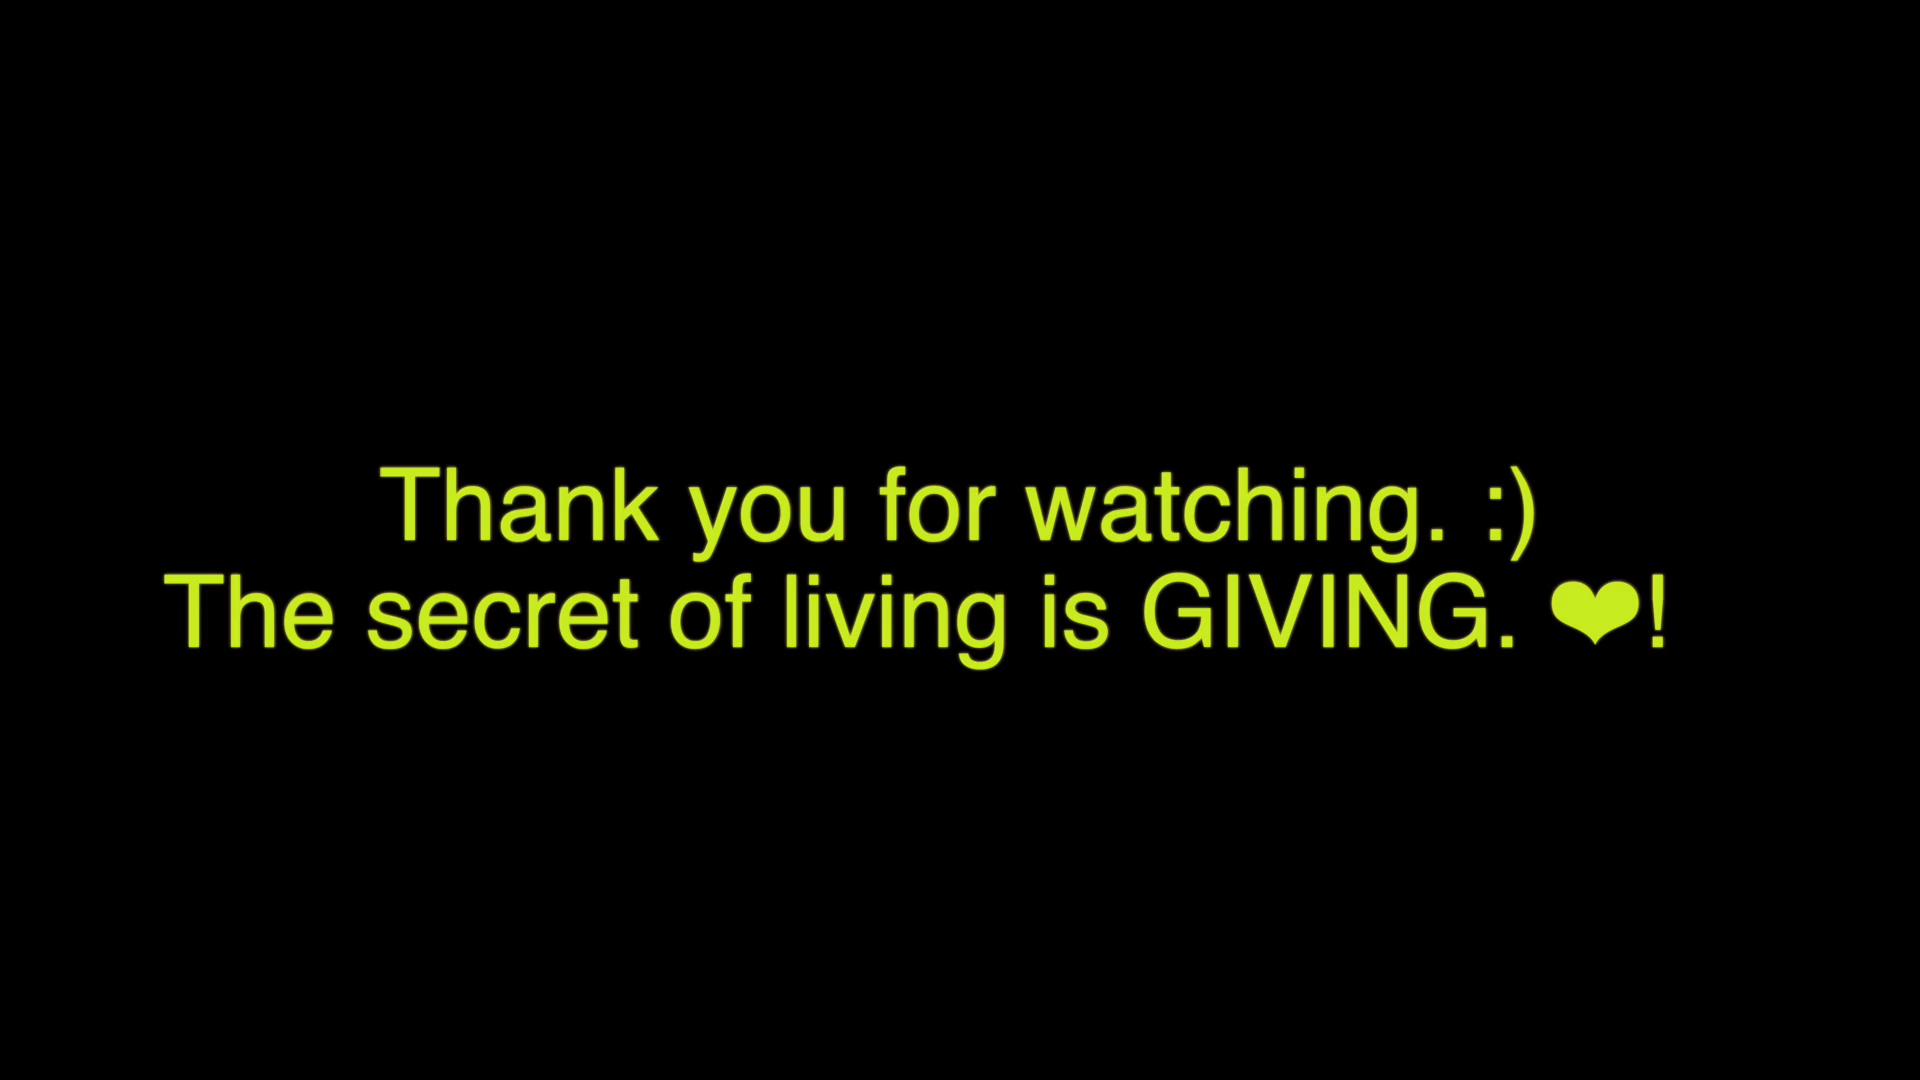 Thank you for watching. :)
The secret of living is GIVING. ❤!